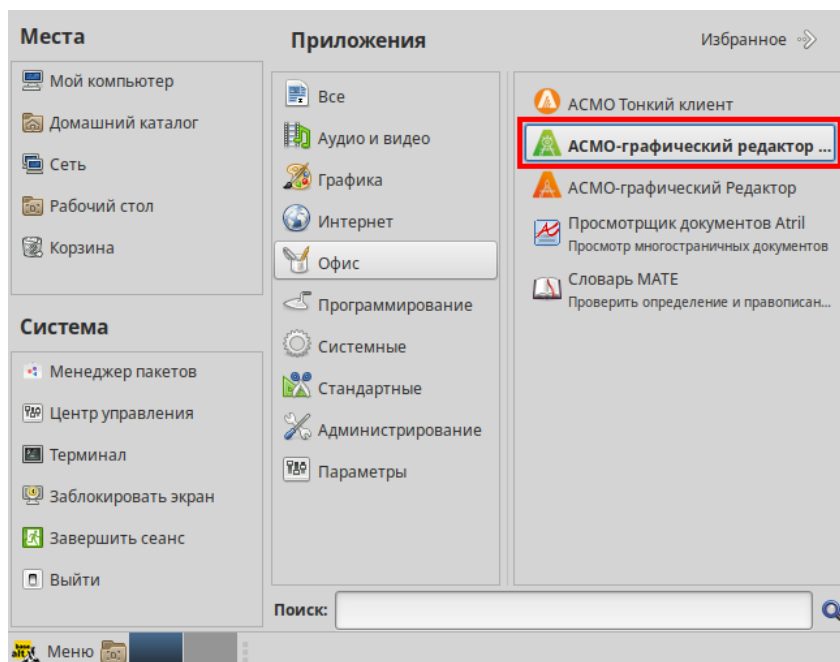 Места
Мой компьютер
Домашний каталог
Сеть
Рабочий стол
Корзина
Система
Менеджер пакетов
Центр управления
Терминал
Заблокировать экран
Завершить сеанс
Выйти
Приложения
Избранное
Все
Аудио и видео
Графика
Интернет
Офис
Программирование
Системные
Стандартные
Администрирование
Параметры
АСМО Тонкий клиент
АСМО-графический редактор ...
АСМО-графический Редактор
Просмотрщик документов Atril
Просмотр многостраничных документов
Словарь MATE
Проверить определение и правописан...
Поиск:
Меню